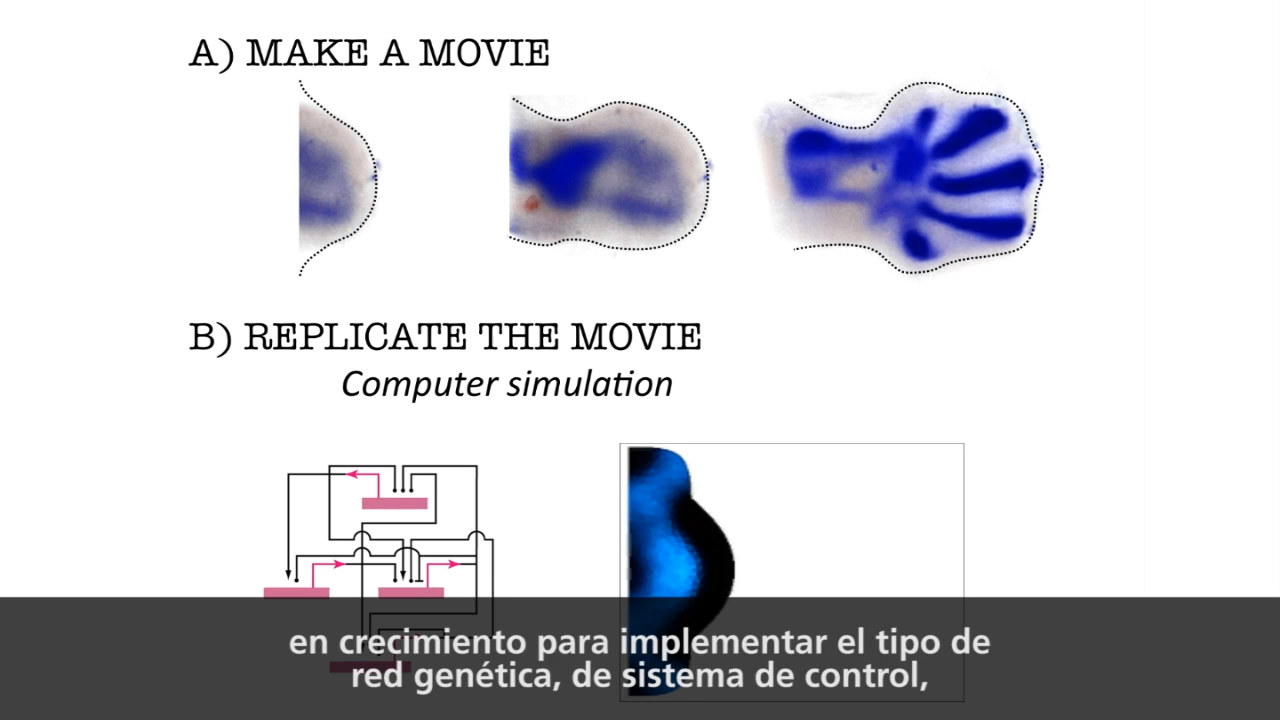 A) MAKE A MOVIE
B) REPLICATE THE MOVIE
Computer simulation
en crecimiento para implementar el tipo de
red genética, de sistema de control,